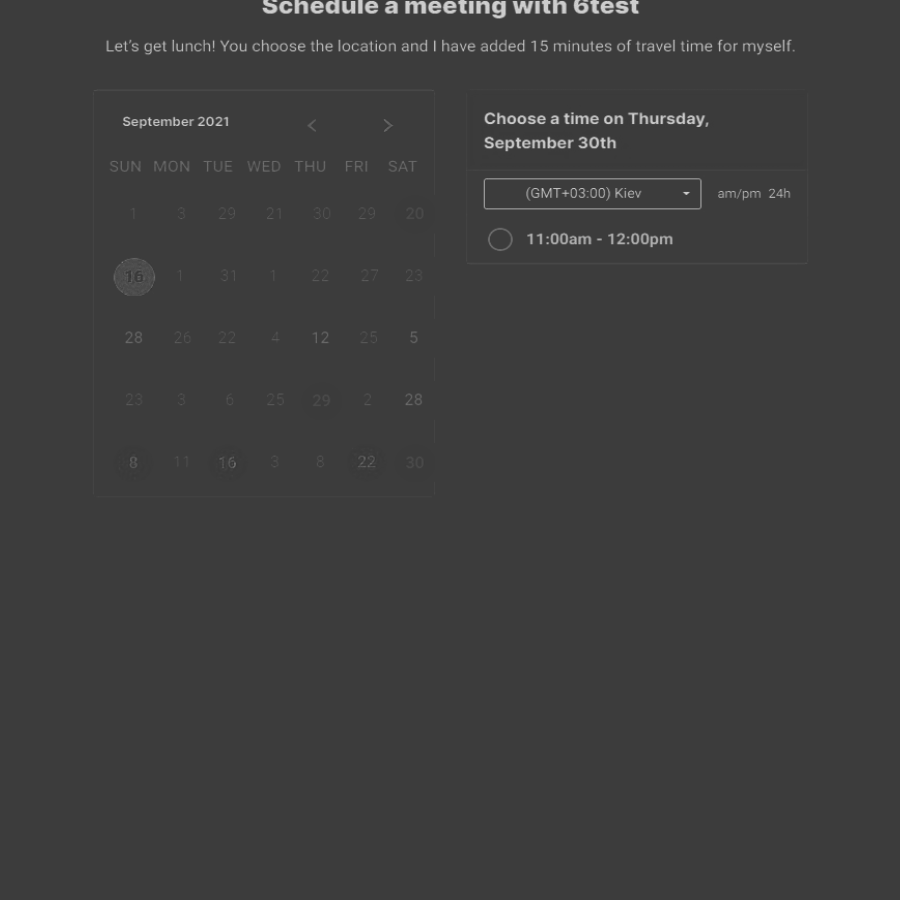 Schedule a meeting with 6test
Let's get lunch! You choose the location and I have added 15 minutes of travel time for myself.
September 2021 < >
SUN MON TUE WED THU FRI SAT
1 3 29 21 30 29 20
16 1 31 1 22 27 23
28 26 22 4 12 25 5
23 3 6 25 29 2 28
8 11 16 3 8 22 30
Choose a time on Thursday,
September 30th
(GMT+03:00) Kiev am/pm 24h
11:00am - 12:00pm